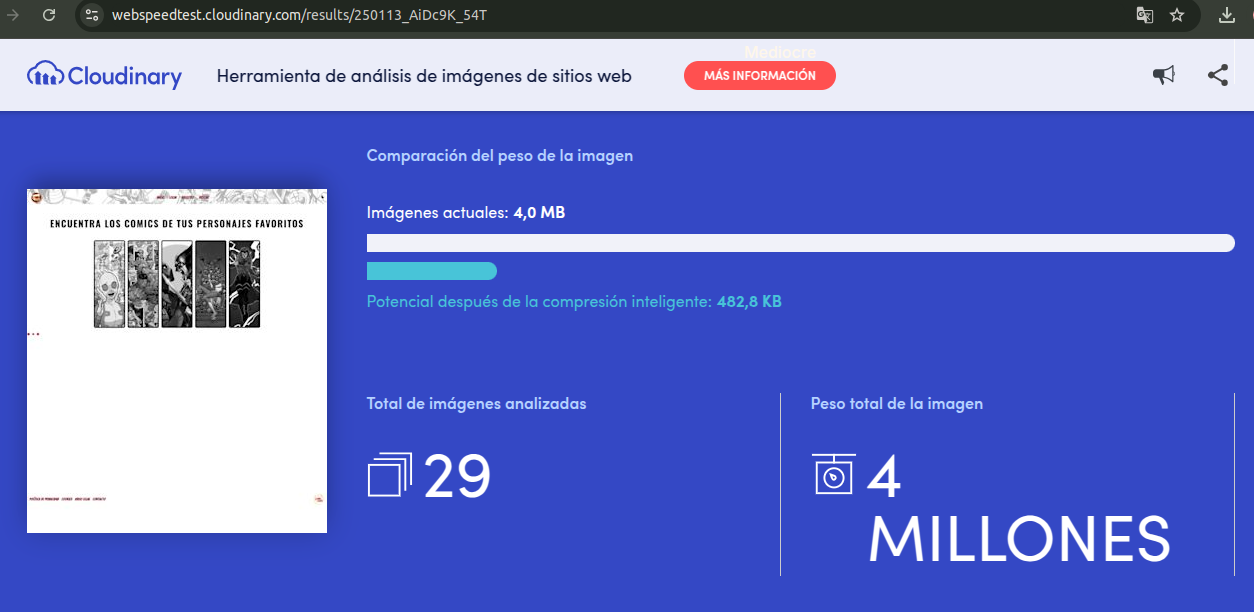 webspeedtest.cloudinary.com/results/250113_AiDc9K_54T
Mediocre
Cloudinary
Herramienta de análisis de imágenes de sitios web
MÁS INFORMACIÓN
Comparación del peso de la imagen
Imágenes actuales: 4,0 MB
Potencial después de la compresión inteligente: 482,8 KB
ENCUENTRA LOS COMICS DE TUS PERSONAJES FAVORITOS
Total de imágenes analizadas
29
Peso total de la imagen
4
MILLONES